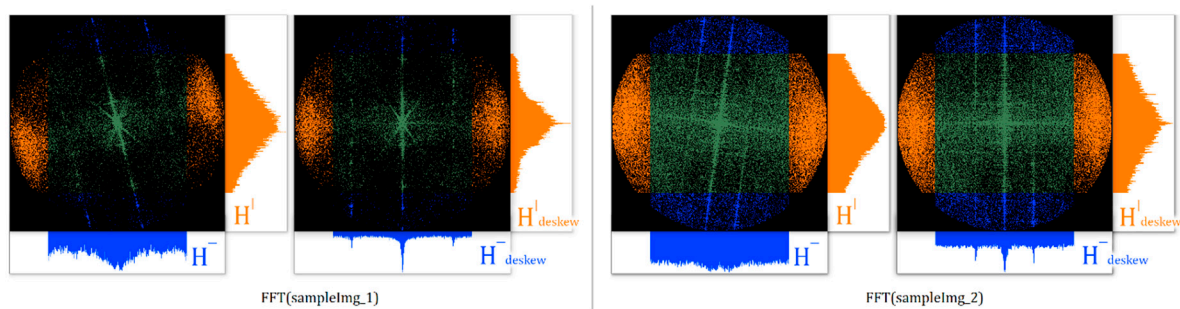 H|
H| deskew
H|
H| deskew
H—
H— deskew
H—
H— deskew
FFT(sampleImg_1)
FFT(sampleImg_2)